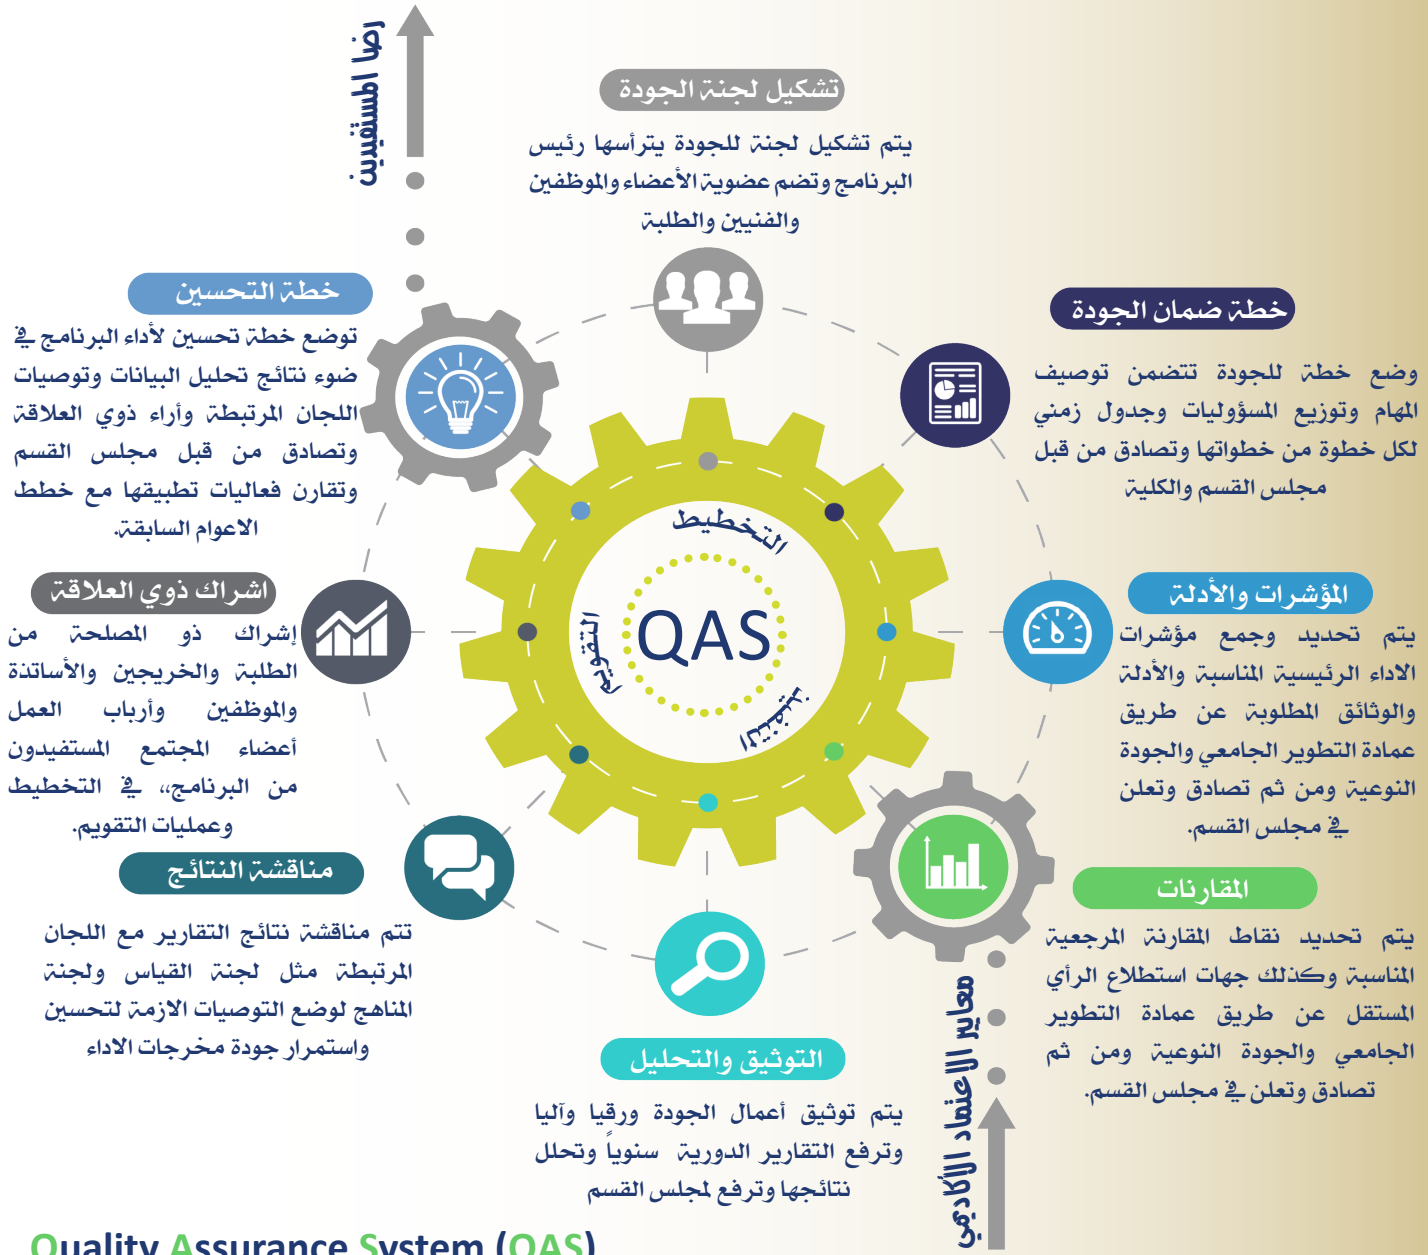 رضا المستفيدين
تشكيل لجنة الجودة
يتم تشكيل لجنة للجودة يترأسها رئيس
البرنامج وتضم عضوية الأعضاء والموظفين
والفنيين والطلبة
خطة ضمان الجودة
وضع خطة للجودة تتضمن توصيف
المهام وتوزيع المسؤوليات وجدول زمني
لكل خطوة من خطواتها وتصادق من قبل
مجلس القسم والكلية
المؤشرات والأدلة
يتم تحديد وجمع مؤشرات
الاداء الرئيسية المناسبة والأدلة
والوثائق المطلوبة عن طريق
عمادة التطوير الجامعي والجودة
النوعية ومن ثم تصادق وتعلن
في مجلس القسم.
المقارنات
يتم تحديد نقاط المقارنة المرجعية
المناسبة وكذلك جهات استطلاع الرأي
المستقل عن طريق عمادة التطوير
الجامعي والجودة النوعية ومن ثم
تصادق وتعلن في مجلس القسم.
معايير الاعتماد الأكاديمي
التوثيق والتحليل
يتم توثيق أعمال الجودة ورقيا وآليا
وترفع التقارير الدورية سنوياً وتحلل
نتائجها وترفع لمجلس القسم
مناقشة النتائج
تتم مناقشة نتائج التقارير مع اللجان
المرتبطة مثل لجنة القياس ولجنة
المناهج لوضع التوصيات الازمة لتحسين
واستمرار جودة مخرجات الاداء
اشراك ذوي العلاقة
إشراك ذو المصلحة من
الطلبة والخريجين والأساتذة
والموظفين وأرباب العمل
أعضاء المجتمع المستفيدون
من البرنامج،، في التخطيط
وعمليات التقويم.
خطة التحسين
توضع خطة تحسين لأداء البرنامج في
ضوء نتائج تحليل البيانات وتوصيات
اللجان المرتبطة وأراء ذوي العلاقة
وتصادق من قبل مجلس القسم
وتقارن فعاليات تطبيقها مع خطط
الاعوام السابقة.
التخطيط
التنفيذ
التقويم
QAS
Quality Assurance System (QAS)